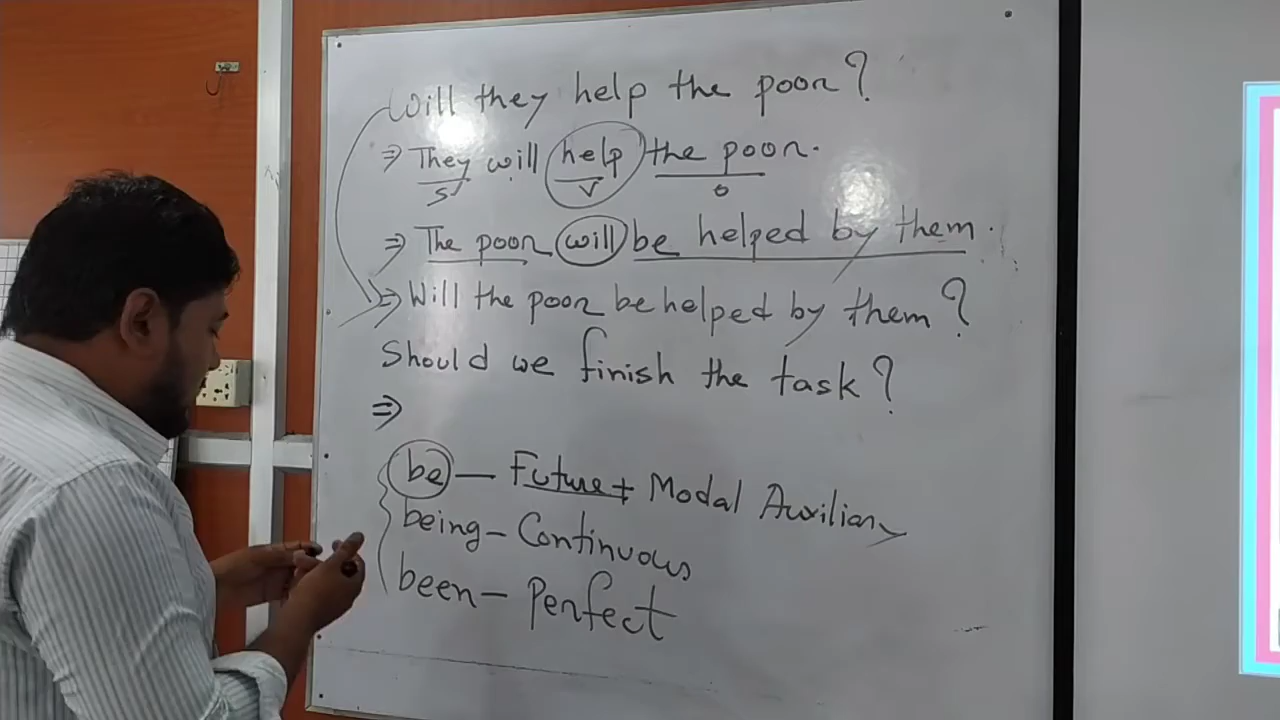 Will they help the poor?
⇒ They will help the poor.
S V O
⇒ The poor will be helped by them.
⇒ Will the poor be helped by them?
Should we finish the task?
⇒
be — Future + Modal Auxiliary
being - Continuous
been - Perfect